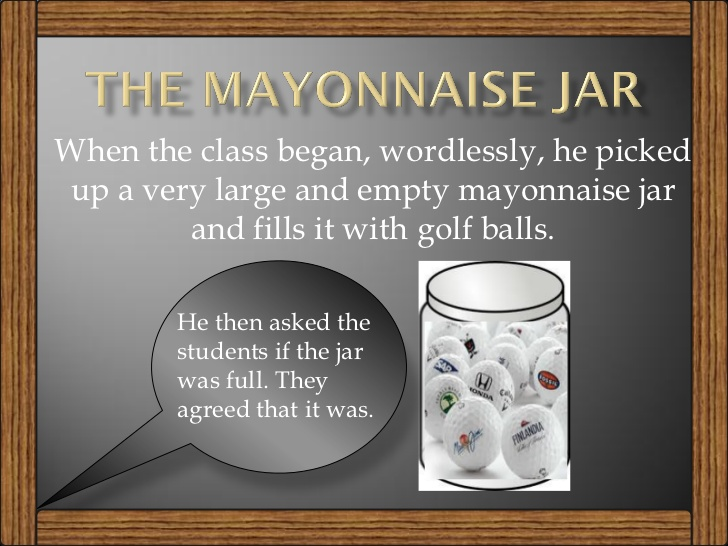 THE MAYONNAISE JAR
When the class began, wordlessly, he picked
up a very large and empty mayonnaise jar
and fills it with golf balls.
He then asked the
students if the jar
was full. They
agreed that it was.
SAP
HONDA
FOSSIL
FINLANDIA